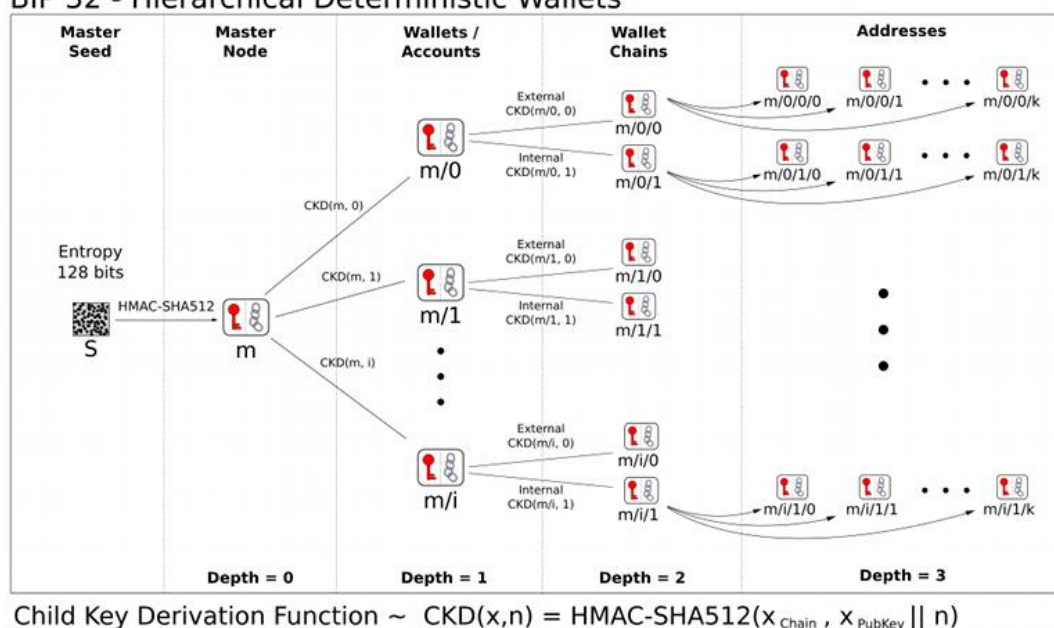 BIP 32 - Hierarchical Deterministic Wallets
Master
Seed
Master
Node
Wallets /
Accounts
Wallet
Chains
Addresses
Entropy
128 bits
HMAC-SHA512
S
m
CKD(m, 0)
CKD(m, 1)
CKD(m, i)
m/0
m/1
m/i
External
CKD(m/0, 0)
Internal
CKD(m/0, 1)
External
CKD(m/1, 0)
Internal
CKD(m/1, 1)
External
CKD(m/i, 0)
Internal
CKD(m/i, 1)
m/0/0
m/0/1
m/1/0
m/1/1
m/i/0
m/i/1
m/0/0/0 m/0/0/1 • • • m/0/0/k
m/0/1/0 m/0/1/1 • • • m/0/1/k
m/i/1/0 m/i/1/1 • • • m/i/1/k
Depth = 0
Depth = 1
Depth = 2
Depth = 3
Child Key Derivation Function ~ CKD(x,n) = HMAC-SHA512(x Chain , x PubKey || n)